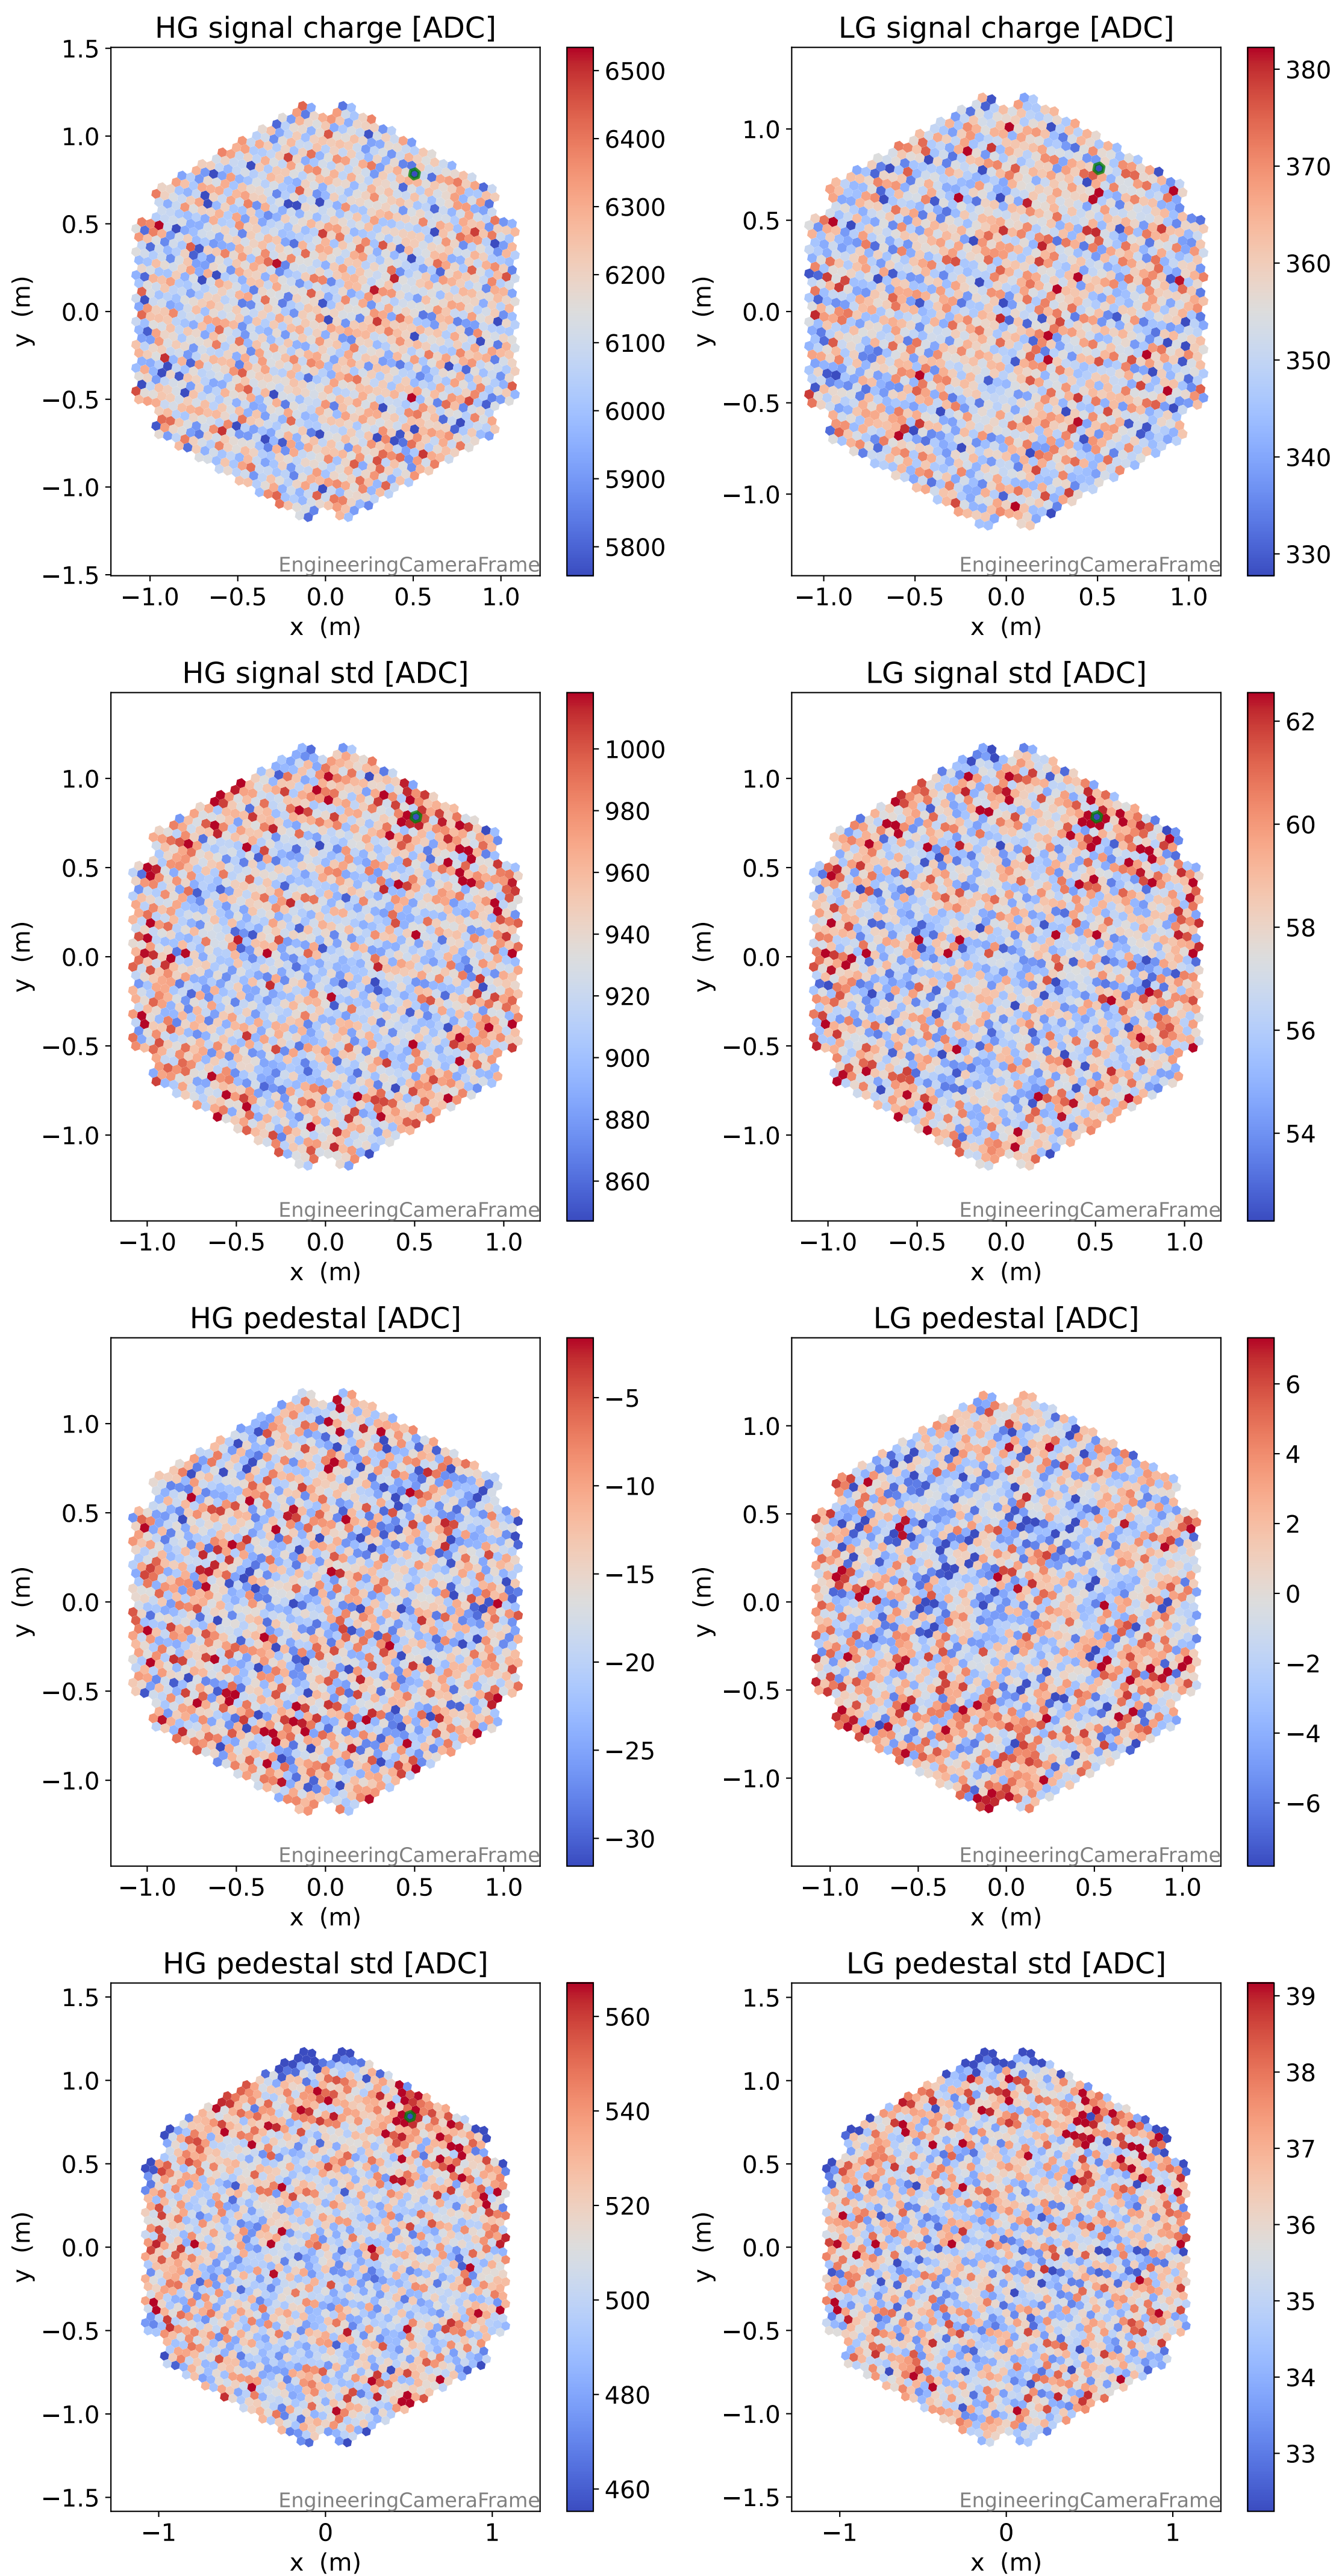 HG signal charge [ADC]
1.5
1.0
0.5
0.0
−0.5
−1.0
−1.5
y (m)
−1.0 −0.5 0.0 0.5 1.0
x (m)
EngineeringCameraFrame
6500
6400
6300
6200
6100
6000
5900
5800
LG signal charge [ADC]
1.0
0.5
0.0
−0.5
−1.0
y (m)
−1.0 −0.5 0.0 0.5 1.0
x (m)
EngineeringCameraFrame
380
370
360
350
340
330
HG signal std [ADC]
1.0
0.5
0.0
−0.5
−1.0
y (m)
−1.0 −0.5 0.0 0.5 1.0
x (m)
EngineeringCameraFrame
1000
980
960
940
920
900
880
860
LG signal std [ADC]
1.0
0.5
0.0
−0.5
−1.0
y (m)
−1.0 −0.5 0.0 0.5 1.0
x (m)
EngineeringCameraFrame
62
60
58
56
54
HG pedestal [ADC]
1.0
0.5
0.0
−0.5
−1.0
y (m)
−1.0 −0.5 0.0 0.5 1.0
x (m)
EngineeringCameraFrame
−5
−10
−15
−20
−25
−30
LG pedestal [ADC]
1.0
0.5
0.0
−0.5
−1.0
y (m)
−1.0 −0.5 0.0 0.5 1.0
x (m)
EngineeringCameraFrame
6
4
2
0
−2
−4
−6
HG pedestal std [ADC]
1.5
1.0
0.5
0.0
−0.5
−1.0
−1.5
y (m)
−1 0 1
x (m)
EngineeringCameraFrame
560
540
520
500
480
460
LG pedestal std [ADC]
1.5
1.0
0.5
0.0
−0.5
−1.0
−1.5
y (m)
−1 0 1
x (m)
EngineeringCameraFrame
39
38
37
36
35
34
33